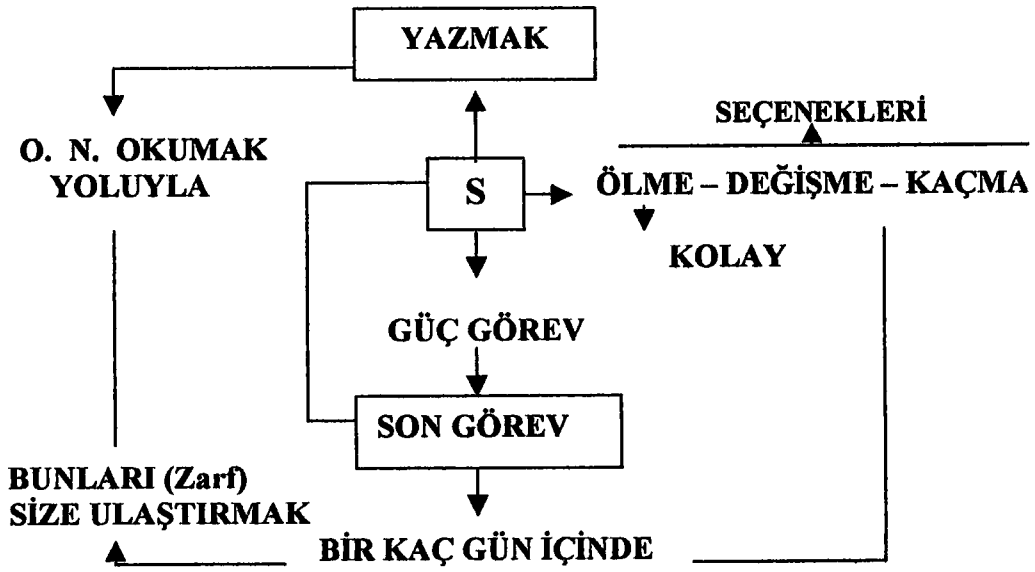 YAZMAK
SEÇENEKLERİ
O. N. OKUMAK
YOLUYLA
S
ÖLME – DEĞİŞME – KAÇMA
KOLAY
GÜÇ GÖREV
SON GÖREV
BUNLARI (Zarf)
SİZE ULAŞTIRMAK
BİR KAÇ GÜN İÇİNDE